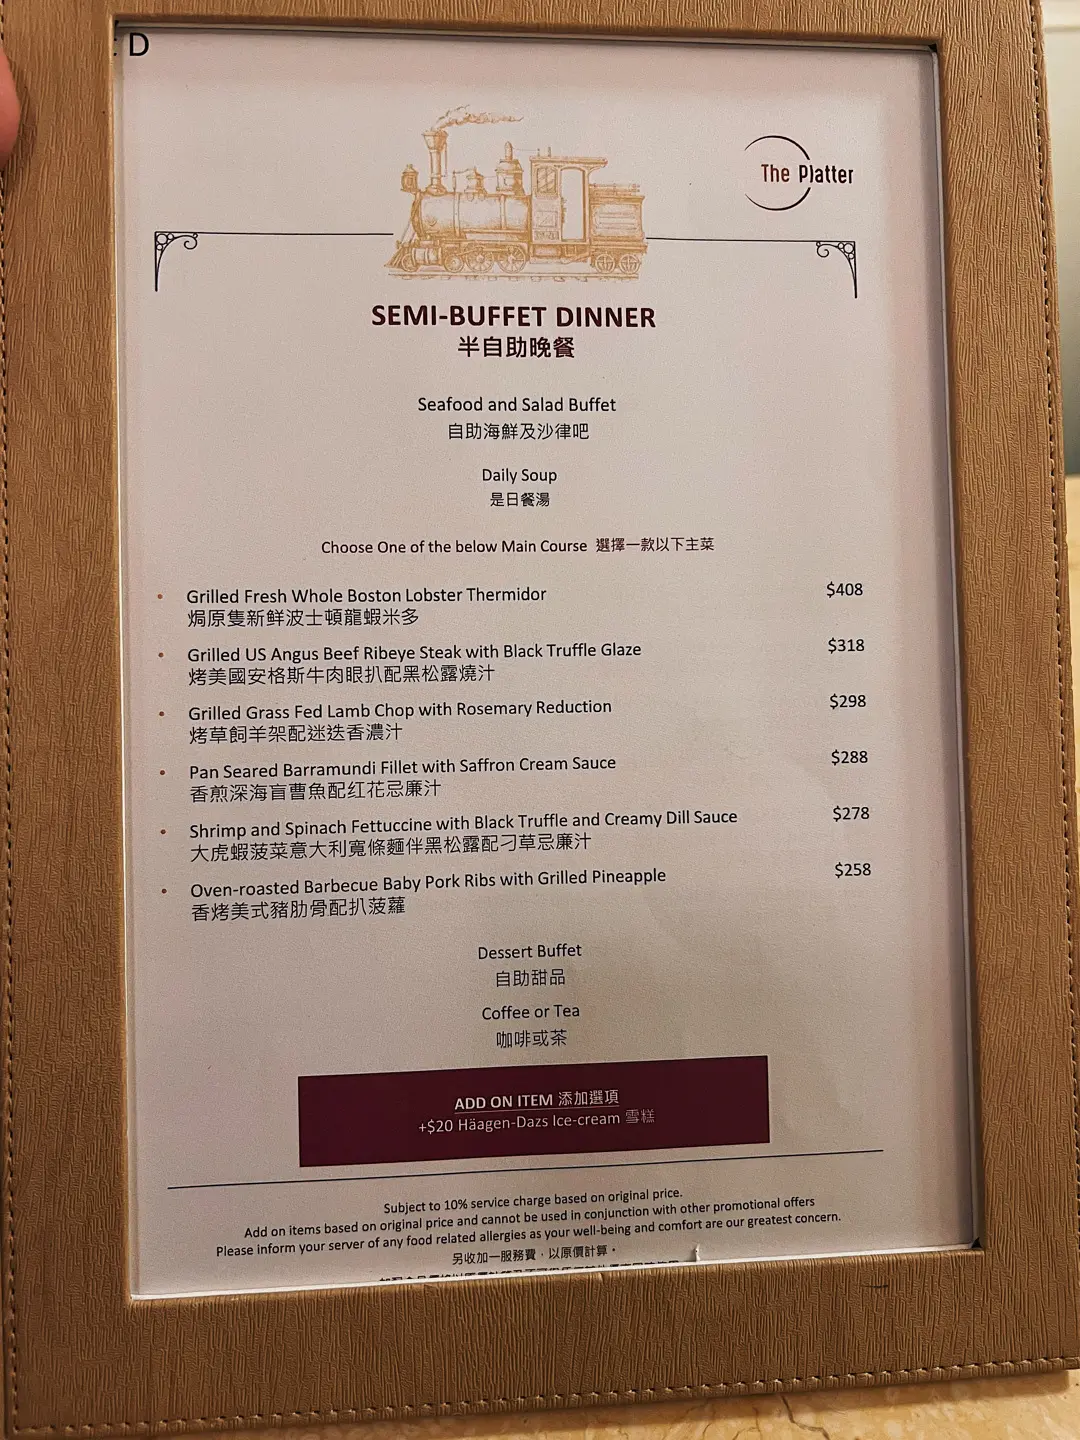 D
The Platter
SEMI-BUFFET DINNER
半自助晚餐
Seafood and Salad Buffet
自助海鮮及沙律吧
Daily Soup
是日餐湯
Choose One of the below Main Course 選擇一款以下主菜
• Grilled Fresh Whole Boston Lobster Thermidor $408
焗原隻新鮮波士頓龍蝦米多
• Grilled US Angus Beef Ribeye Steak with Black Truffle Glaze $318
烤美國安格斯牛肉眼扒配黑松露燒汁
• Grilled Grass Fed Lamb Chop with Rosemary Reduction $298
烤草飼羊架配迷迭香濃汁
• Pan Seared Barramundi Fillet with Saffron Cream Sauce $288
香煎深海盲曹魚配红花忌廉汁
• Shrimp and Spinach Fettuccine with Black Truffle and Creamy Dill Sauce $278
大虎蝦菠菜意大利寬條麵伴黑松露配刁草忌廉汁
• Oven-roasted Barbecue Baby Pork Ribs with Grilled Pineapple $258
香烤美式豬肋骨配扒菠蘿
Dessert Buffet
自助甜品
Coffee or Tea
咖啡或茶
ADD ON ITEM 添加選項
+$20 Häagen-Dazs Ice-cream 雪糕
Subject to 10% service charge based on original price.
Add on items based on original price and cannot be used in conjunction with other promotional offers
Please inform your server of any food related allergies as your well-being and comfort are our greatest concern.
另收加一服務費，以原價計算。